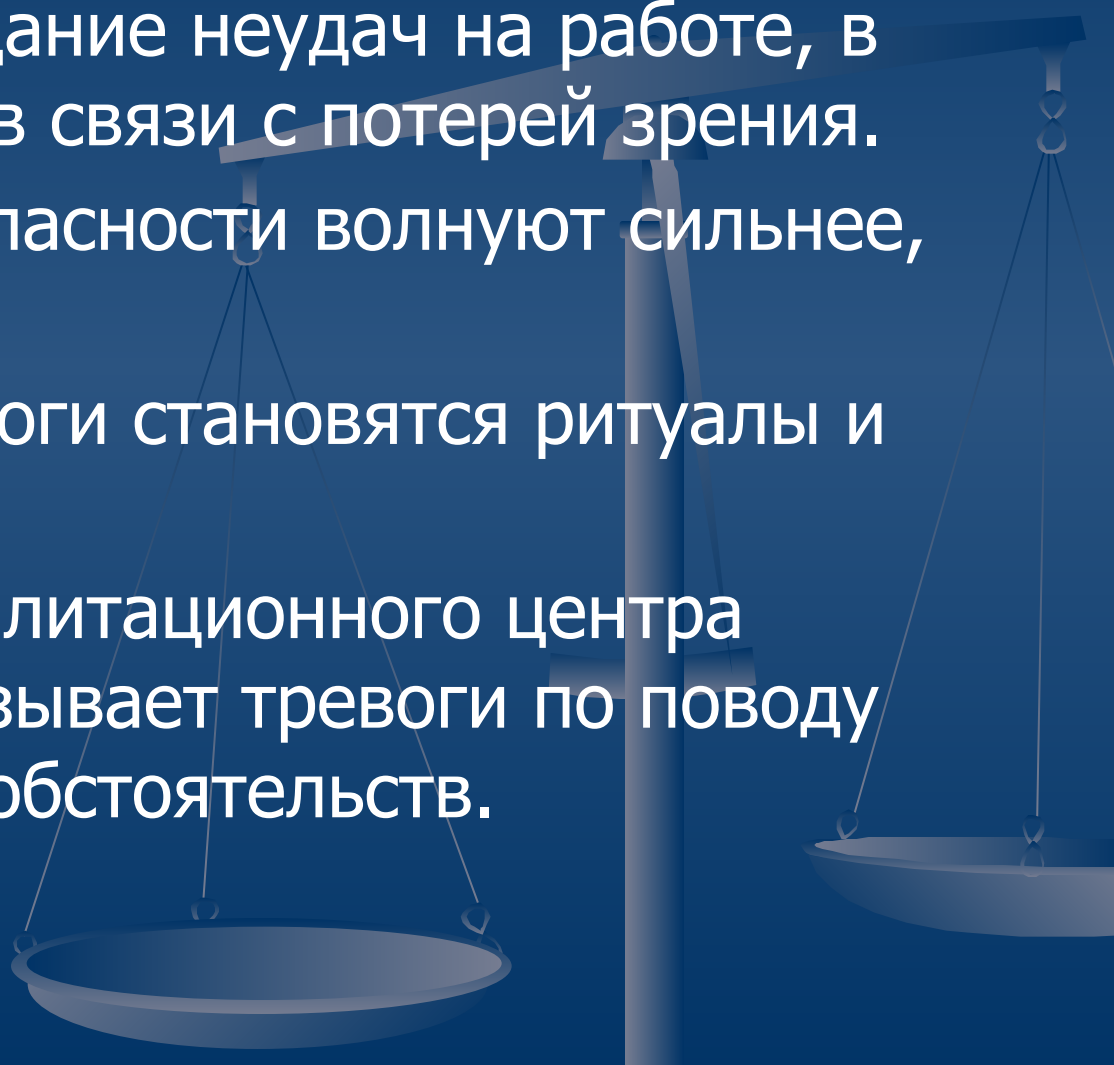 дание неудач на работе, в
в связи с потерей зрения.
пасности волнуют сильнее,
оги становятся ритуалы и
литационного центра
зывает тревоги по поводу
обстоятельств.